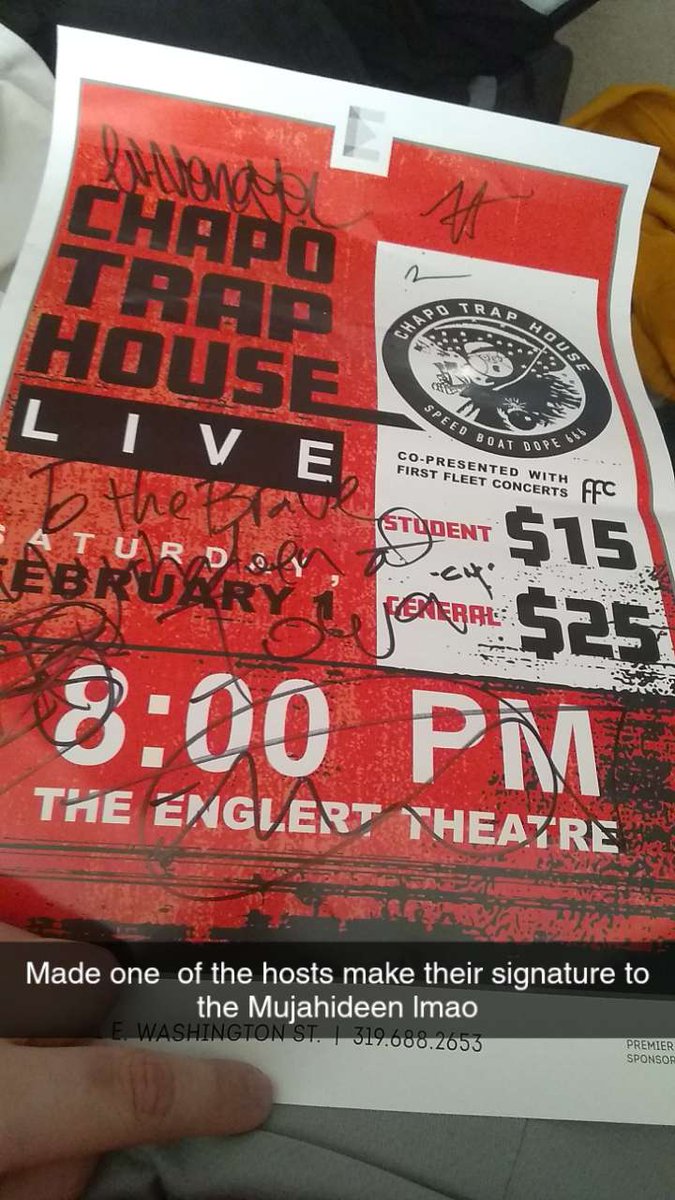 CHAPO
TRAP
HOUSE
LIVE
CHAPO TRAP HOUSE
SPEED BOAT DOPE 666
CO-PRESENTED WITH
FIRST FLEET CONCERTS FFC
To the Brave
SATURDAY,
FEBRUARY 1
STUDENT $15
GENERAL $25
8:00 PM
THE ENGLERT THEATRE
Made one of the hosts make their signature to
the Mujahideen lmao
E. WASHINGTON ST. | 319.688.2653
PREMIER
SPONSOR